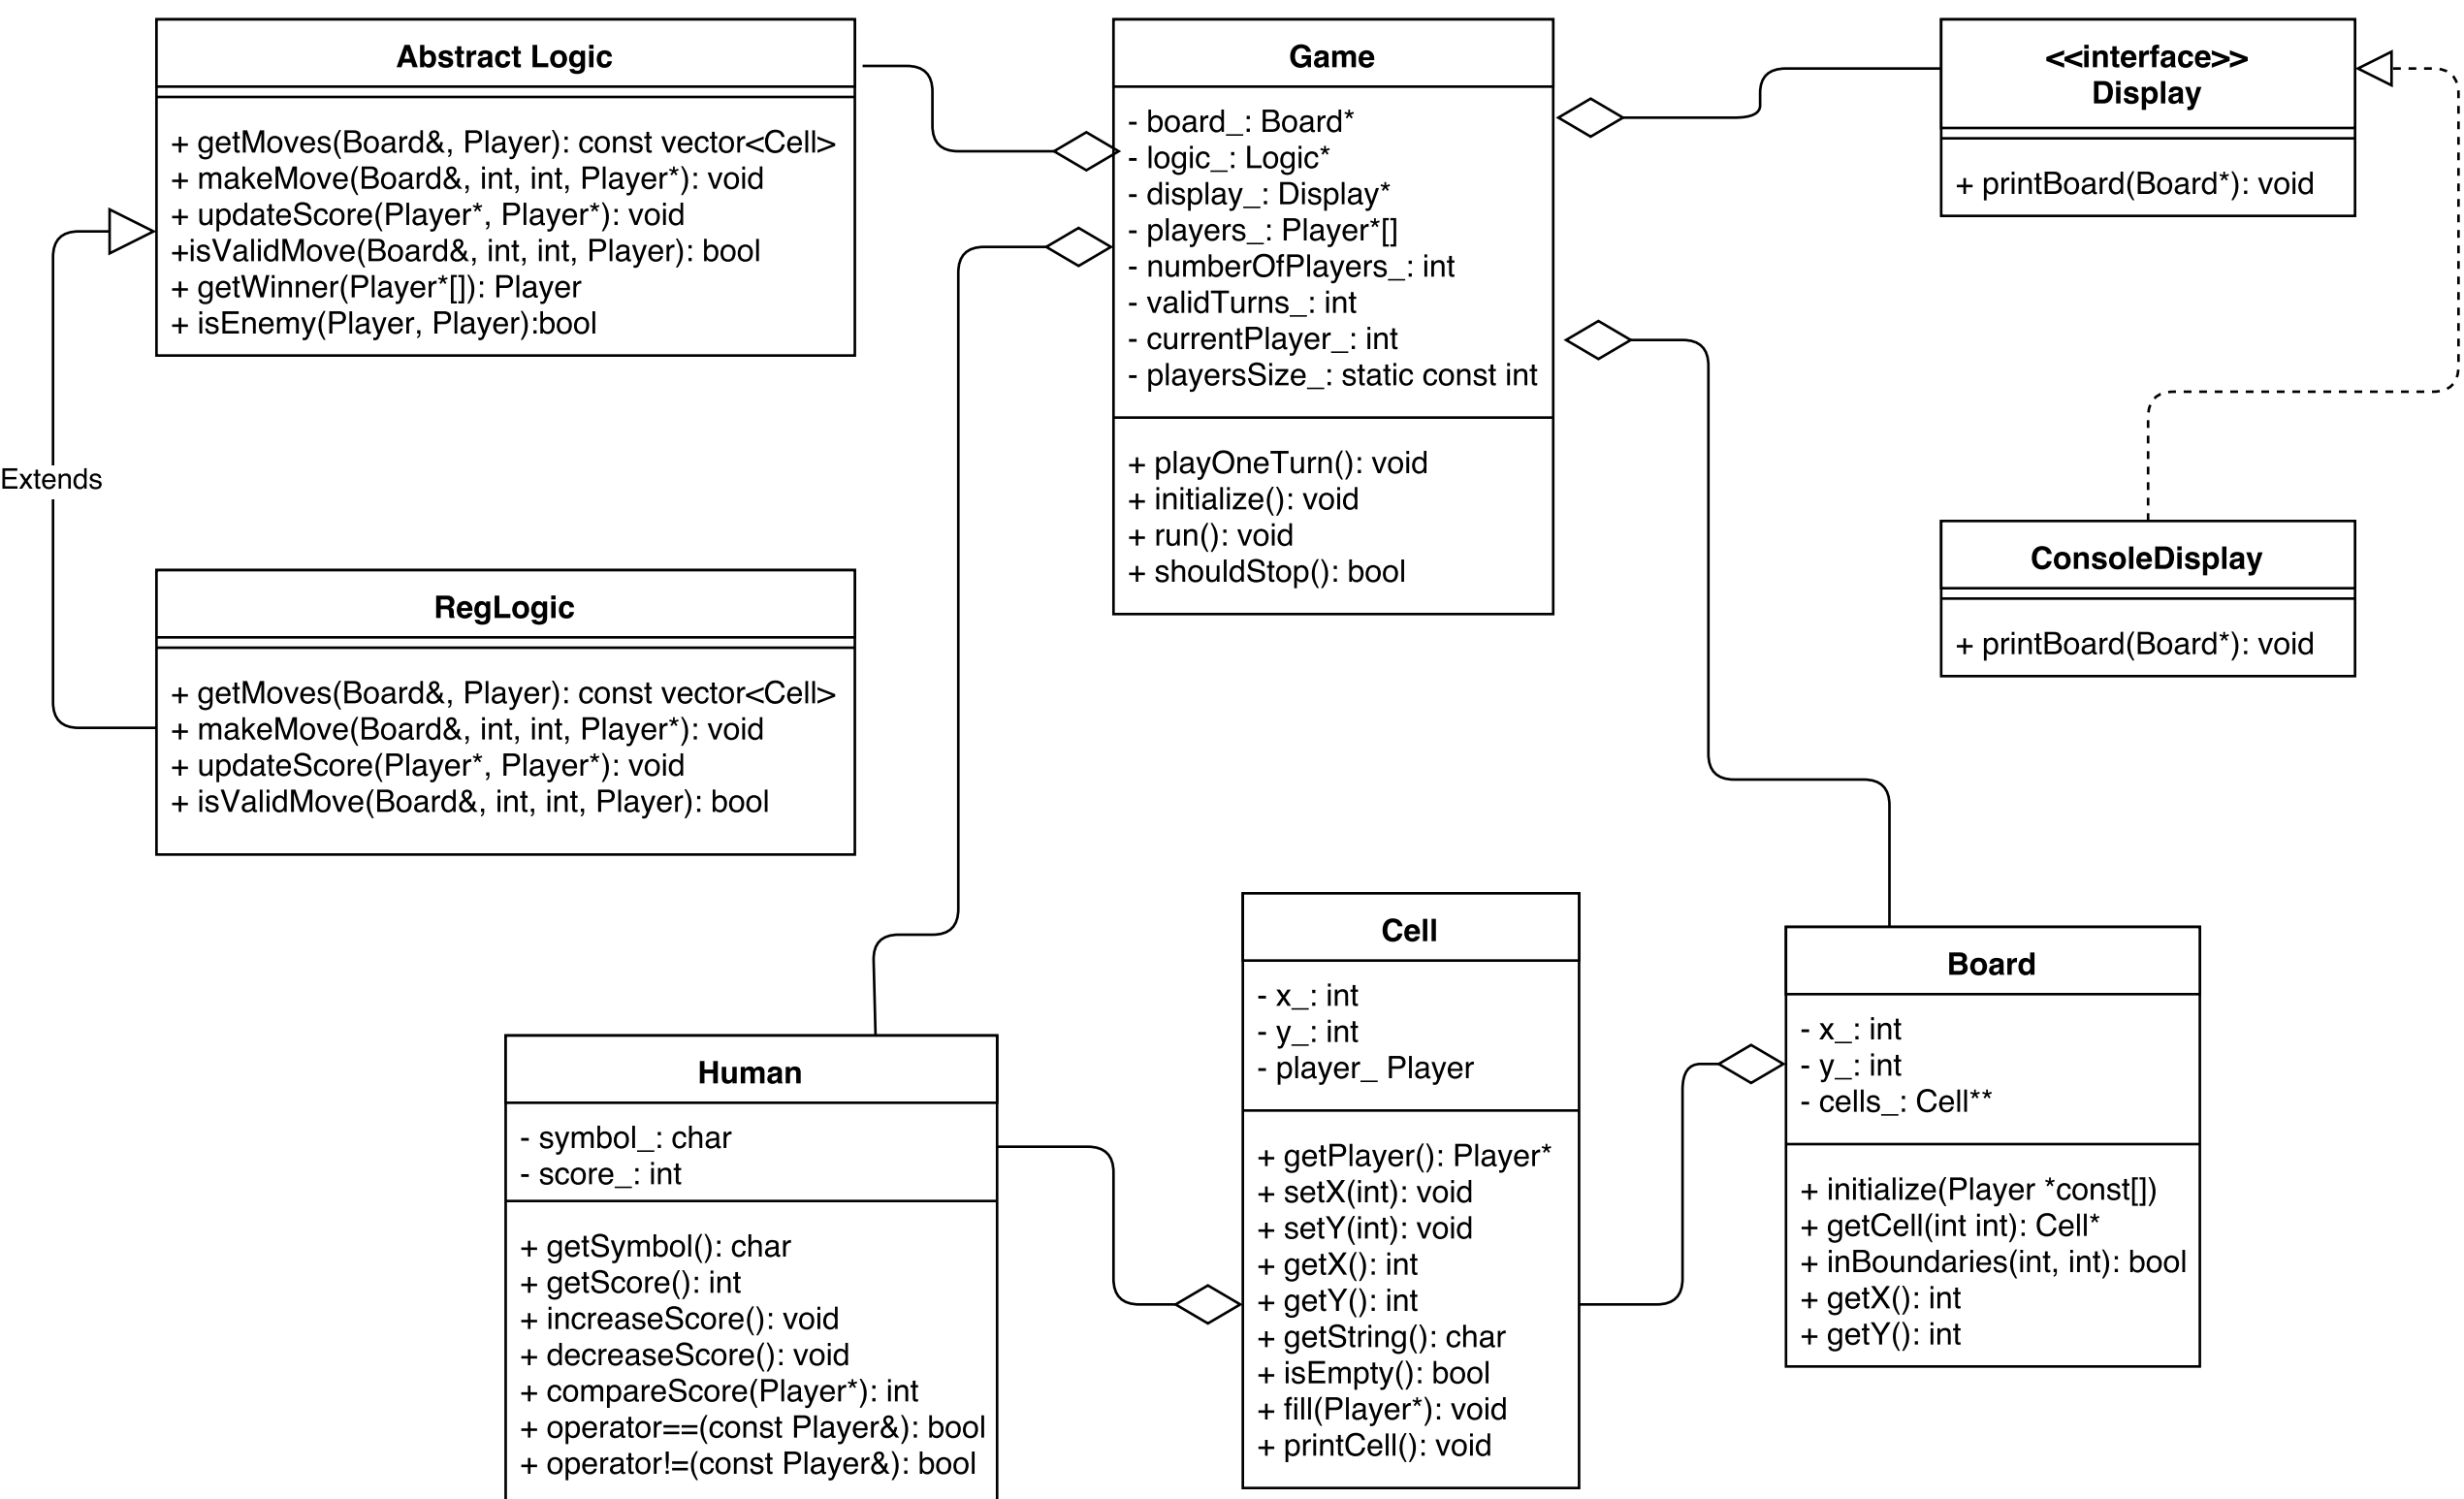 Abstract Logic
+ getMoves(Board&, Player): const vector<Cell>
+ makeMove(Board&, int, int, Player*): void
+ updateScore(Player*, Player*): void
+isValidMove(Board&, int, int, Player): bool
+ getWinner(Player*[]): Player
+ isEnemy(Player, Player):bool
Game
- board_: Board*
- logic_: Logic*
- display_: Display*
- players_: Player*[]
- numberOfPlayers_: int
- validTurns_: int
- currentPlayer_: int
- playersSize_: static const int
+ playOneTurn(): void
+ initialize(): void
+ run(): void
+ shouldStop(): bool
<<interface>>
Display
+ printBoard(Board*): void
Extends
RegLogic
+ getMoves(Board&, Player): const vector<Cell>
+ makeMove(Board&, int, int, Player*): void
+ updateScore(Player*, Player*): void
+ isValidMove(Board&, int, int, Player): bool
ConsoleDisplay
+ printBoard(Board*): void
Human
- symbol_: char
- score_: int
+ getSymbol(): char
+ getScore(): int
+ increaseScore(): void
+ decreaseScore(): void
+ compareScore(Player*): int
+ operator==(const Player&): bool
+ operator!=(const Player&): bool
Cell
- x_: int
- y_: int
- player_ Player
+ getPlayer(): Player*
+ setX(int): void
+ setY(int): void
+ getX(): int
+ getY(): int
+ getString(): char
+ isEmpty(): bool
+ fill(Player*): void
+ printCell(): void
Board
- x_: int
- y_: int
- cells_: Cell**
+ initialize(Player *const[])
+ getCell(int int): Cell*
+ inBoundaries(int, int): bool
+ getX(): int
+ getY(): int